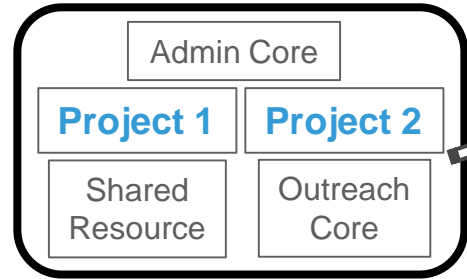 Admin Core
Project 1 Project 2
Shared Outreach
Resource Core